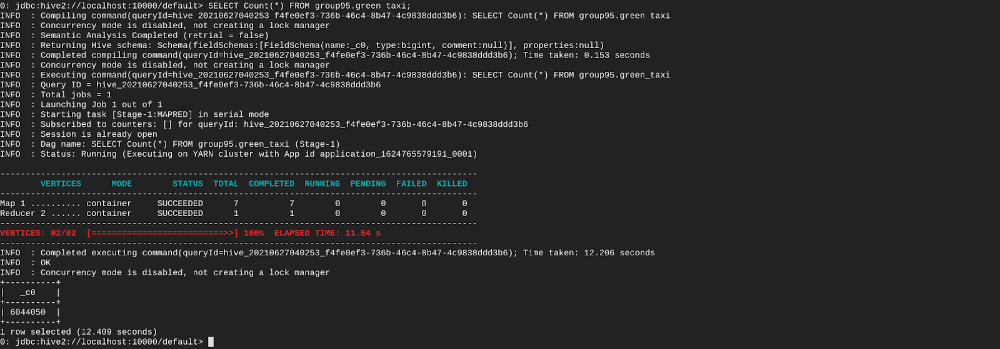 0: jdbc:hive2://localhost:10000/default> SELECT Count(*) FROM group95.green_taxi;
INFO  : Compiling command(queryId=hive_20210627040253_f4fe0ef3-736b-46c4-8b47-4c9838ddd3b6): SELECT Count(*) FROM group95.green_taxi
INFO  : Concurrency mode is disabled, not creating a lock manager
INFO  : Semantic Analysis Completed (retrial = false)
INFO  : Returning Hive schema: Schema(fieldSchemas:[FieldSchema(name:_c0, type:bigint, comment:null)], properties:null)
INFO  : Completed compiling command(queryId=hive_20210627040253_f4fe0ef3-736b-46c4-8b47-4c9838ddd3b6); Time taken: 0.153 seconds
INFO  : Concurrency mode is disabled, not creating a lock manager
INFO  : Executing command(queryId=hive_20210627040253_f4fe0ef3-736b-46c4-8b47-4c9838ddd3b6): SELECT Count(*) FROM group95.green_taxi
INFO  : Query ID = hive_20210627040253_f4fe0ef3-736b-46c4-8b47-4c9838ddd3b6
INFO  : Total jobs = 1
INFO  : Launching Job 1 out of 1
INFO  : Starting task [Stage-1:MAPRED] in serial mode
INFO  : Subscribed to counters: [] for queryId: hive_20210627040253_f4fe0ef3-736b-46c4-8b47-4c9838ddd3b6
INFO  : Session is already open
INFO  : Dag name: SELECT Count(*) FROM group95.green_taxi (Stage-1)
INFO  : Status: Running (Executing on YARN cluster with App id application_1624765579191_0001)
----------------------------------------------------------------------------------------------
        VERTICES      MODE        STATUS  TOTAL  COMPLETED  RUNNING  PENDING  FAILED  KILLED
----------------------------------------------------------------------------------------------
Map 1 .......... container     SUCCEEDED      7          7        0        0       0       0
Reducer 2 ...... container     SUCCEEDED      1          1        0        0       0       0
----------------------------------------------------------------------------------------------
VERTICES: 02/02  [==========================>>] 100%  ELAPSED TIME: 11.54 s
----------------------------------------------------------------------------------------------
INFO  : Completed executing command(queryId=hive_20210627040253_f4fe0ef3-736b-46c4-8b47-4c9838ddd3b6); Time taken: 12.206 seconds
INFO  : OK
INFO  : Concurrency mode is disabled, not creating a lock manager
+----------+
|   _c0    |
+----------+
| 6044050  |
+----------+
1 row selected (12.409 seconds)
0: jdbc:hive2://localhost:10000/default>